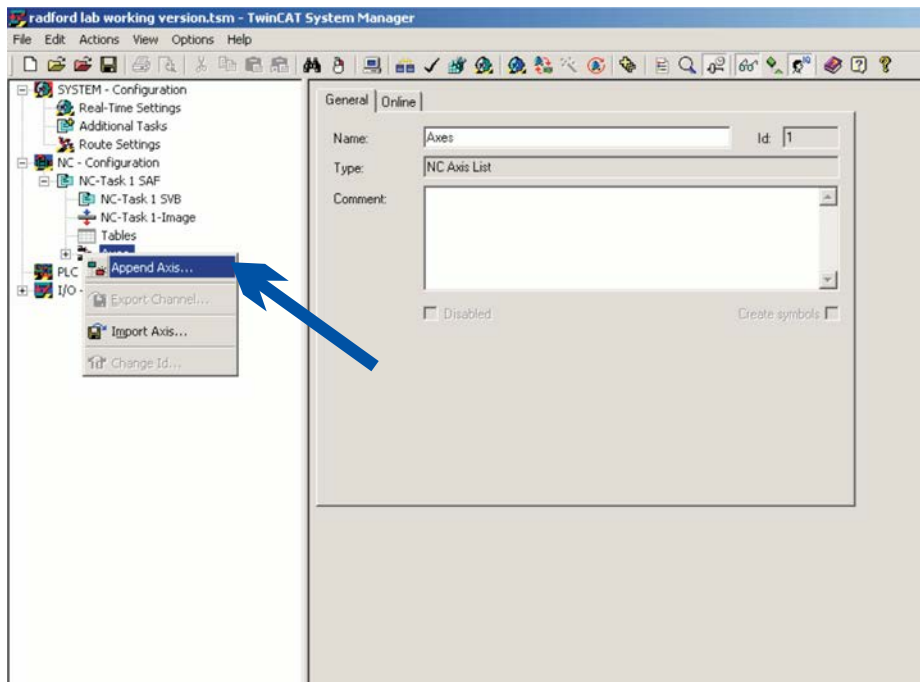 radford lab working version.tsm - TwinCAT System Manager
File Edit Actions View Options Help
SYSTEM - Configuration
Real-Time Settings
Additional Tasks
Route Settings
NC - Configuration
NC-Task 1 SAF
NC-Task 1 SVB
NC-Task 1-Image
Tables
PLC
I/O -
Append Axis...
Export Channel...
Import Axis...
Change Id...
General Online
Name: Axes Id: 1
Type: NC Axis List
Comment:
Disabled Create symbols